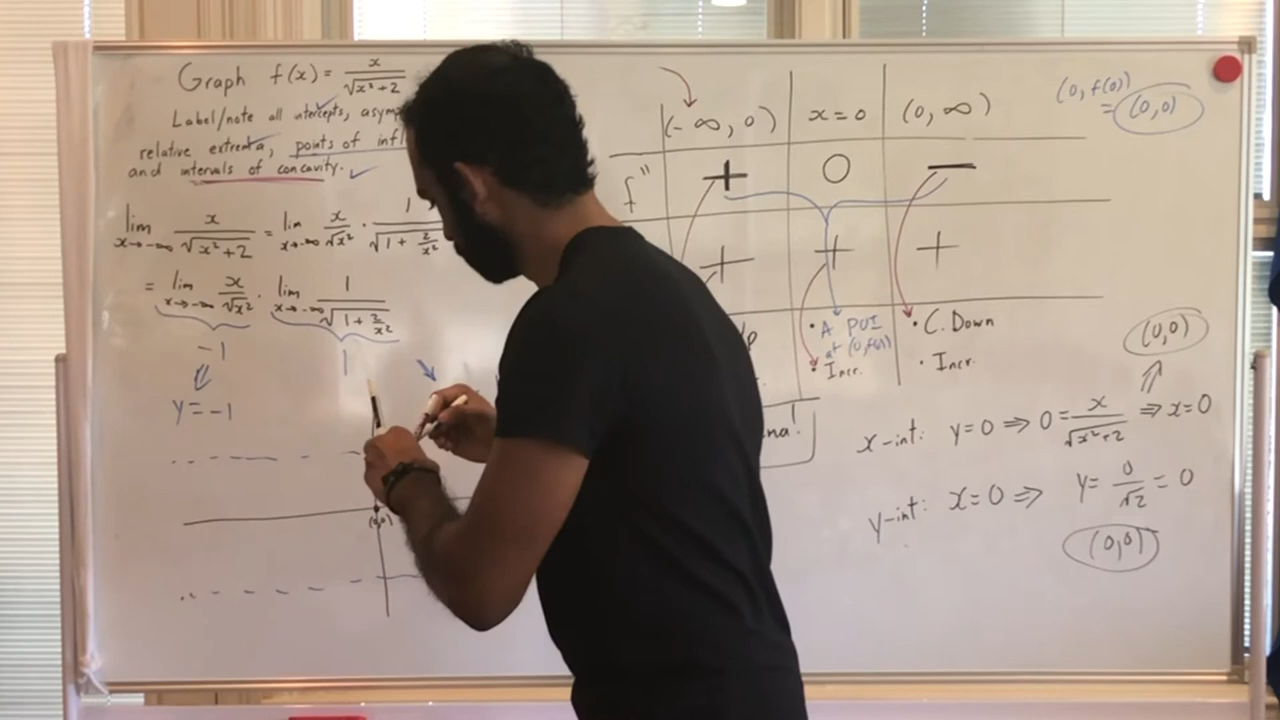 Graph f(x) = x/√(x²+2)
Label/note all intercepts,
relative extrema, points of
and intervals of concavity.
lim x→-∞ x/√(x²+2) = lim x→-∞ x/√x² · 1/√(1+2/x²)
= lim x→-∞ x/√x² · lim x→-∞ 1/√(1+2/x²)
-1 1
y = -1
(0,0)
(-∞, 0) x=0 (0, ∞)
f" + 0 −
+ + +
• A POI
at (0,f(0))
• Incr.
• C. Down
• Incr.
(0, f(0))
= (0,0)
(0,0)
x-int: y=0 ⇒ 0 = x/√(x²+2) ⇒ x=0
y-int: x=0 ⇒ y = 0/√2 = 0
(0,0)